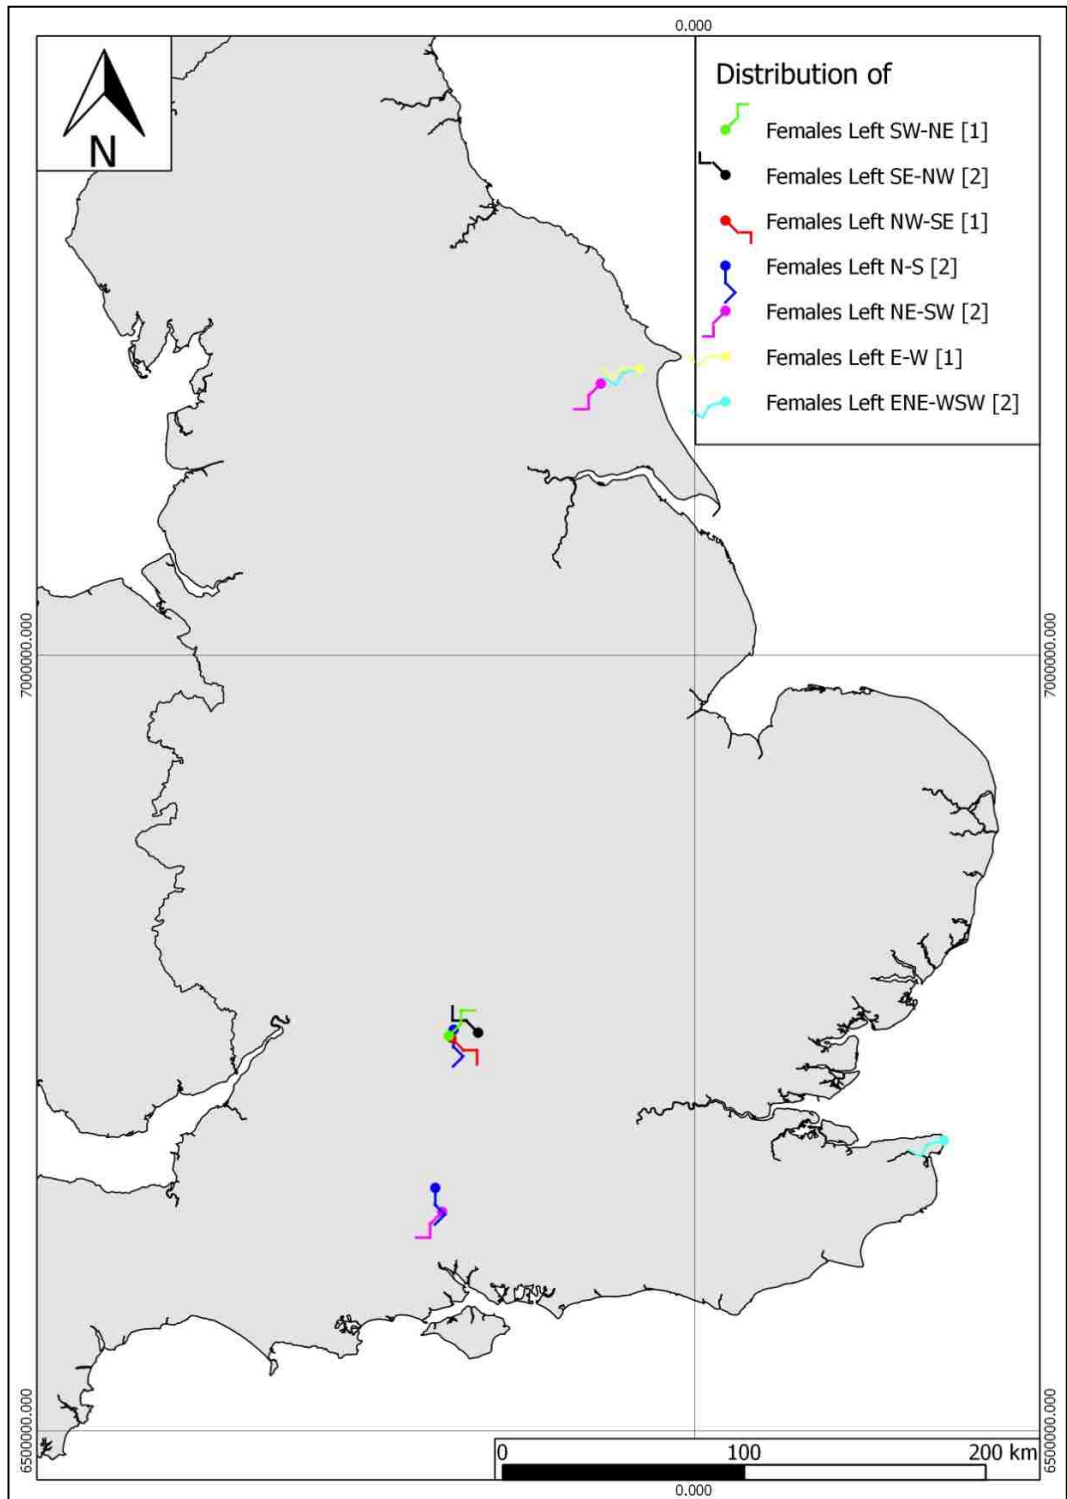 0.000
N
Distribution of
Females Left SW-NE [1]
Females Left SE-NW [2]
Females Left NW-SE [1]
Females Left N-S [2]
Females Left NE-SW [2]
Females Left E-W [1]
Females Left ENE-WSW [2]
7000000.000
7000000.000
6500000.000
6500000.000
0 100 200 km
0.000